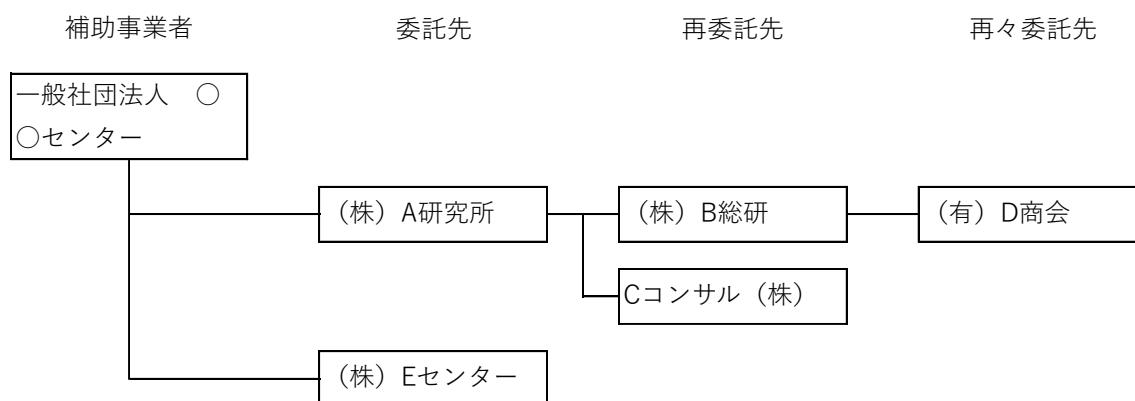 補助事業者 委託先 再委託先 再々委託先
一般社団法人　○
○センター
（株）A研究所 （株）B総研 （有）D商会
Cコンサル（株）
（株）Eセンター